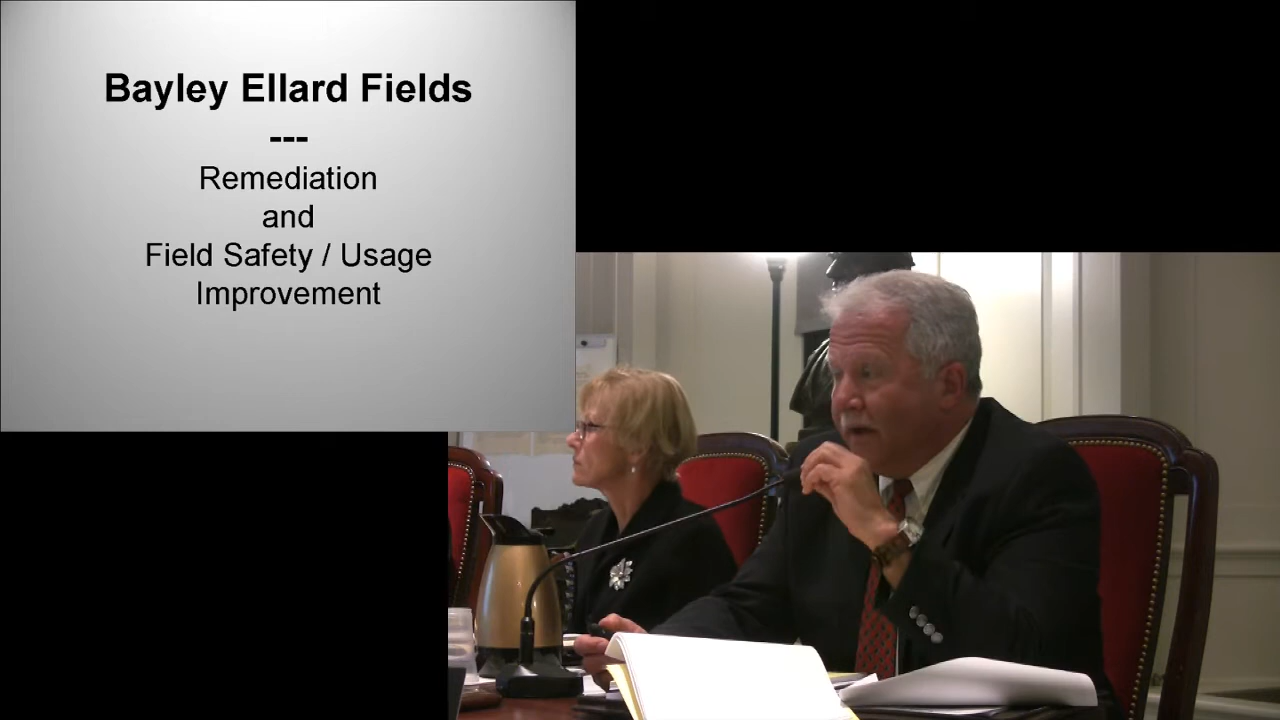 Bayley Ellard Fields
---
Remediation
and
Field Safety / Usage
Improvement